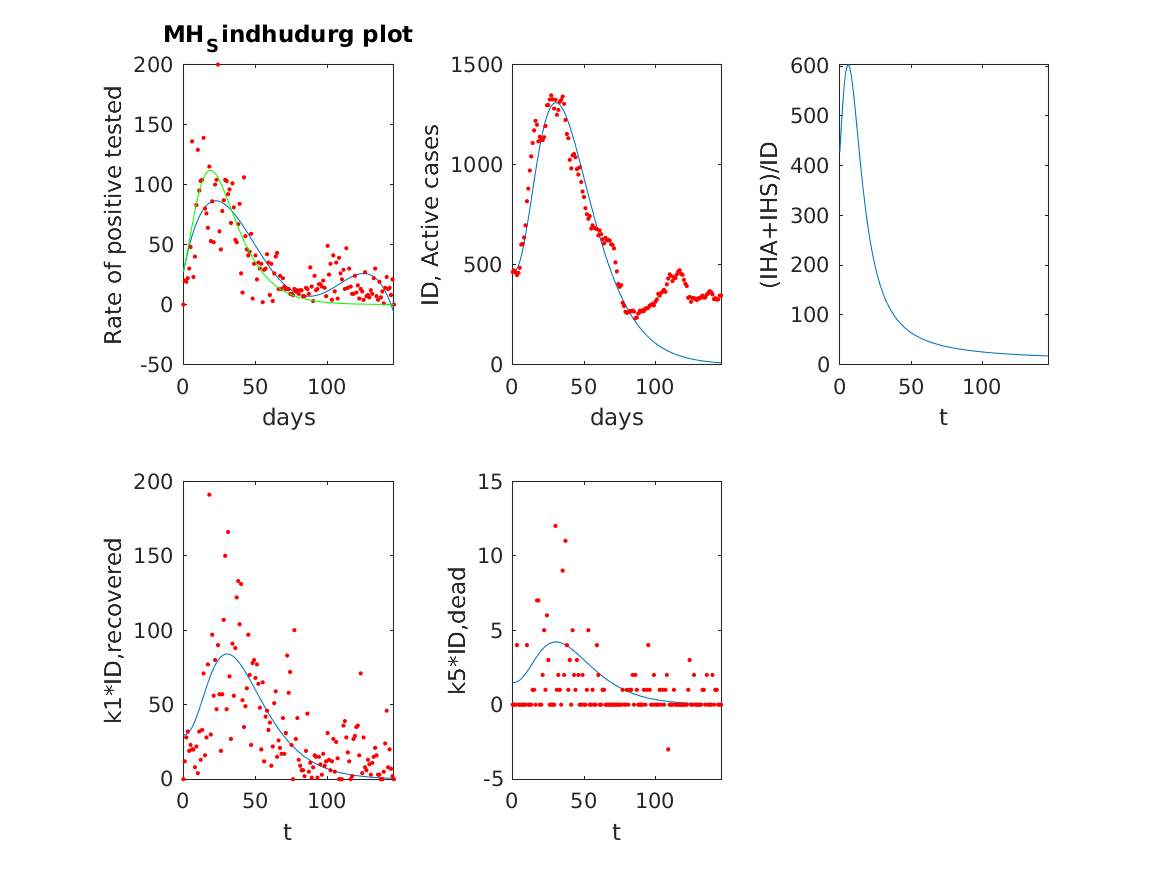 MH_Sindhudurg plot
Rate of positive tested
200
150
100
50
0
-50
0 50 100
days
ID, Active cases
1500
1000
500
0
0 50 100
days
(IHA+IHS)/ID
600
500
400
300
200
100
0
0 50 100
t
k1*ID,recovered
200
150
100
50
0
0 50 100
t
k5*ID,dead
15
10
5
0
-5
0 50 100
t